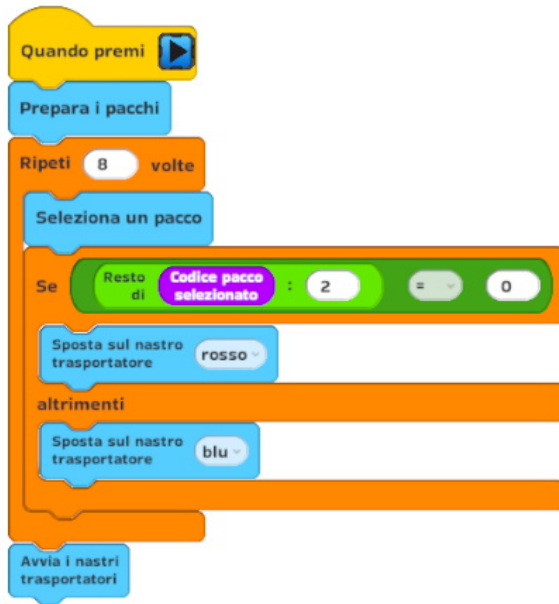 Quando premi
Prepara i pacchi
Ripeti 8 volte
Seleziona un pacco
Se Resto di Codice pacco selezionato : 2 = 0
Sposta sul nastro trasportatore rosso
altrimenti
Sposta sul nastro trasportatore blu
Avvia i nastri
trasportatori